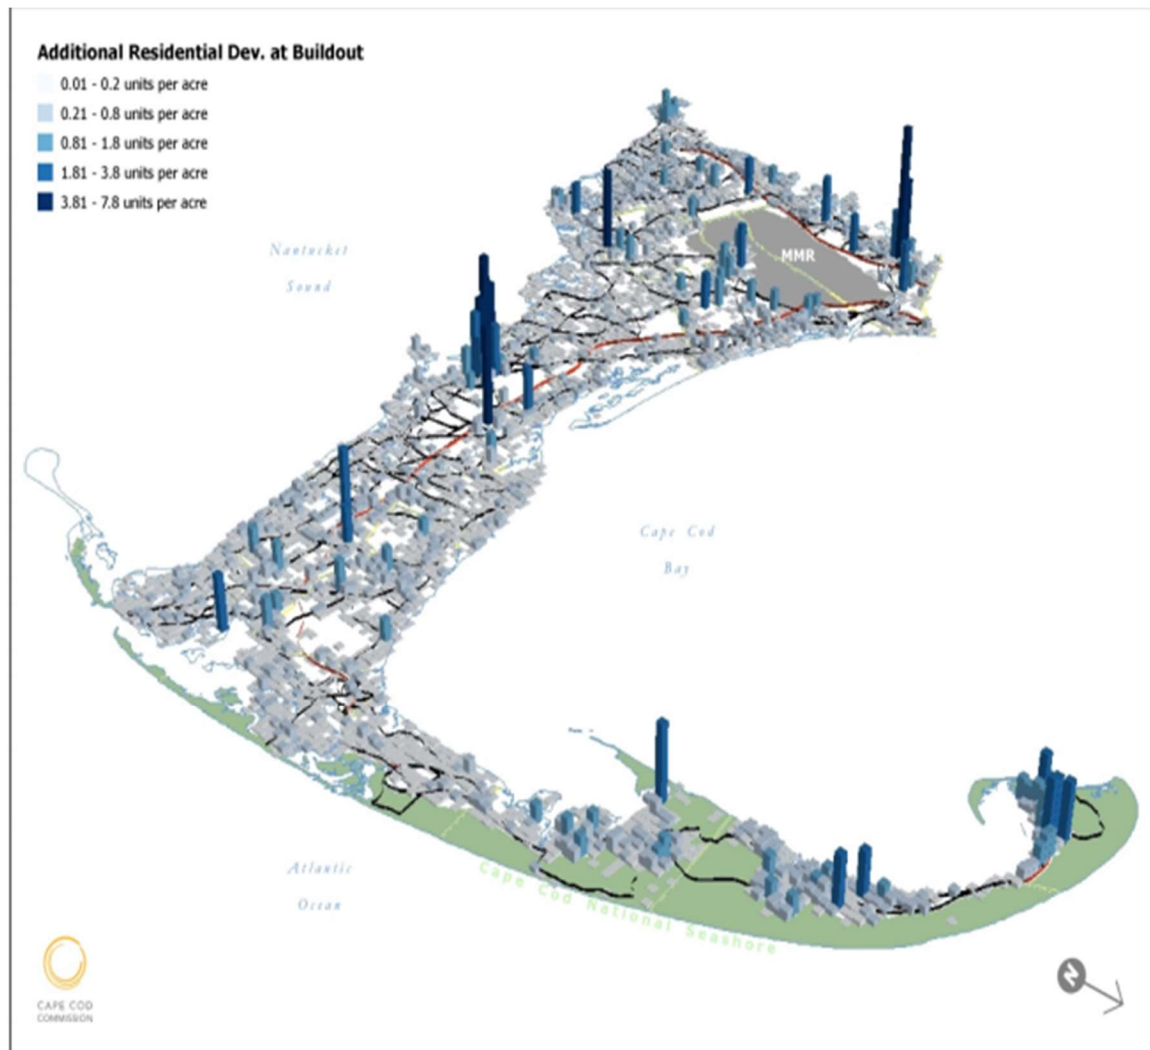 Additional Residential Dev. at Buildout
0.01 - 0.2 units per acre
0.21 - 0.8 units per acre
0.81 - 1.8 units per acre
1.81 - 3.8 units per acre
3.81 - 7.8 units per acre
Nantucket
Sound
MMR
Cape Cod
Bay
Atlantic
Ocean
Cape Cod National Seashore
CAPE COD
COMMISSION
N